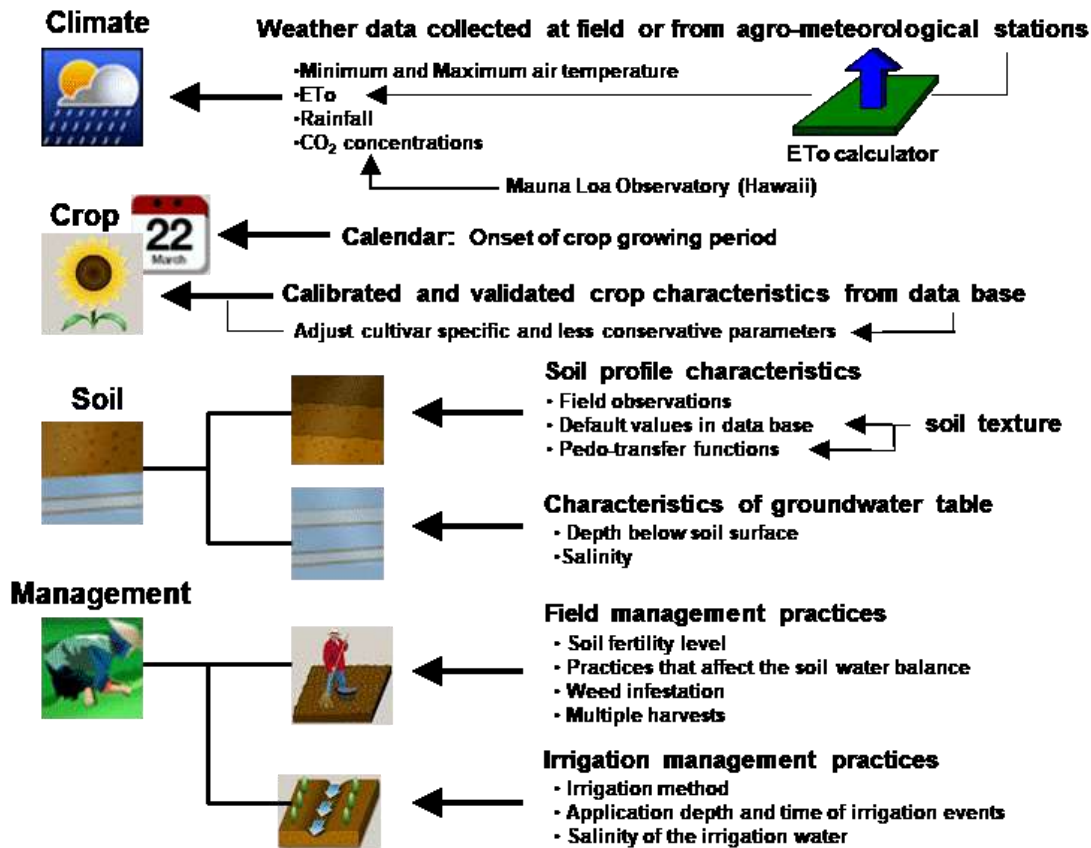 Climate
Weather data collected at field or from agro-meteorological stations
•Minimum and Maximum air temperature
•ETo
•Rainfall
•CO₂ concentrations
ETo calculator
Mauna Loa Observatory (Hawaii)
Crop
22
March
Calendar: Onset of crop growing period
Calibrated and validated crop characteristics from data base
Adjust cultivar specific and less conservative parameters
Soil
Soil profile characteristics
• Field observations
• Default values in data base
• Pedo-transfer functions
soil texture
Characteristics of groundwater table
• Depth below soil surface
•Salinity
Management
Field management practices
• Soil fertility level
• Practices that affect the soil water balance
• Weed infestation
• Multiple harvests
Irrigation management practices
• Irrigation method
• Application depth and time of irrigation events
• Salinity of the irrigation water